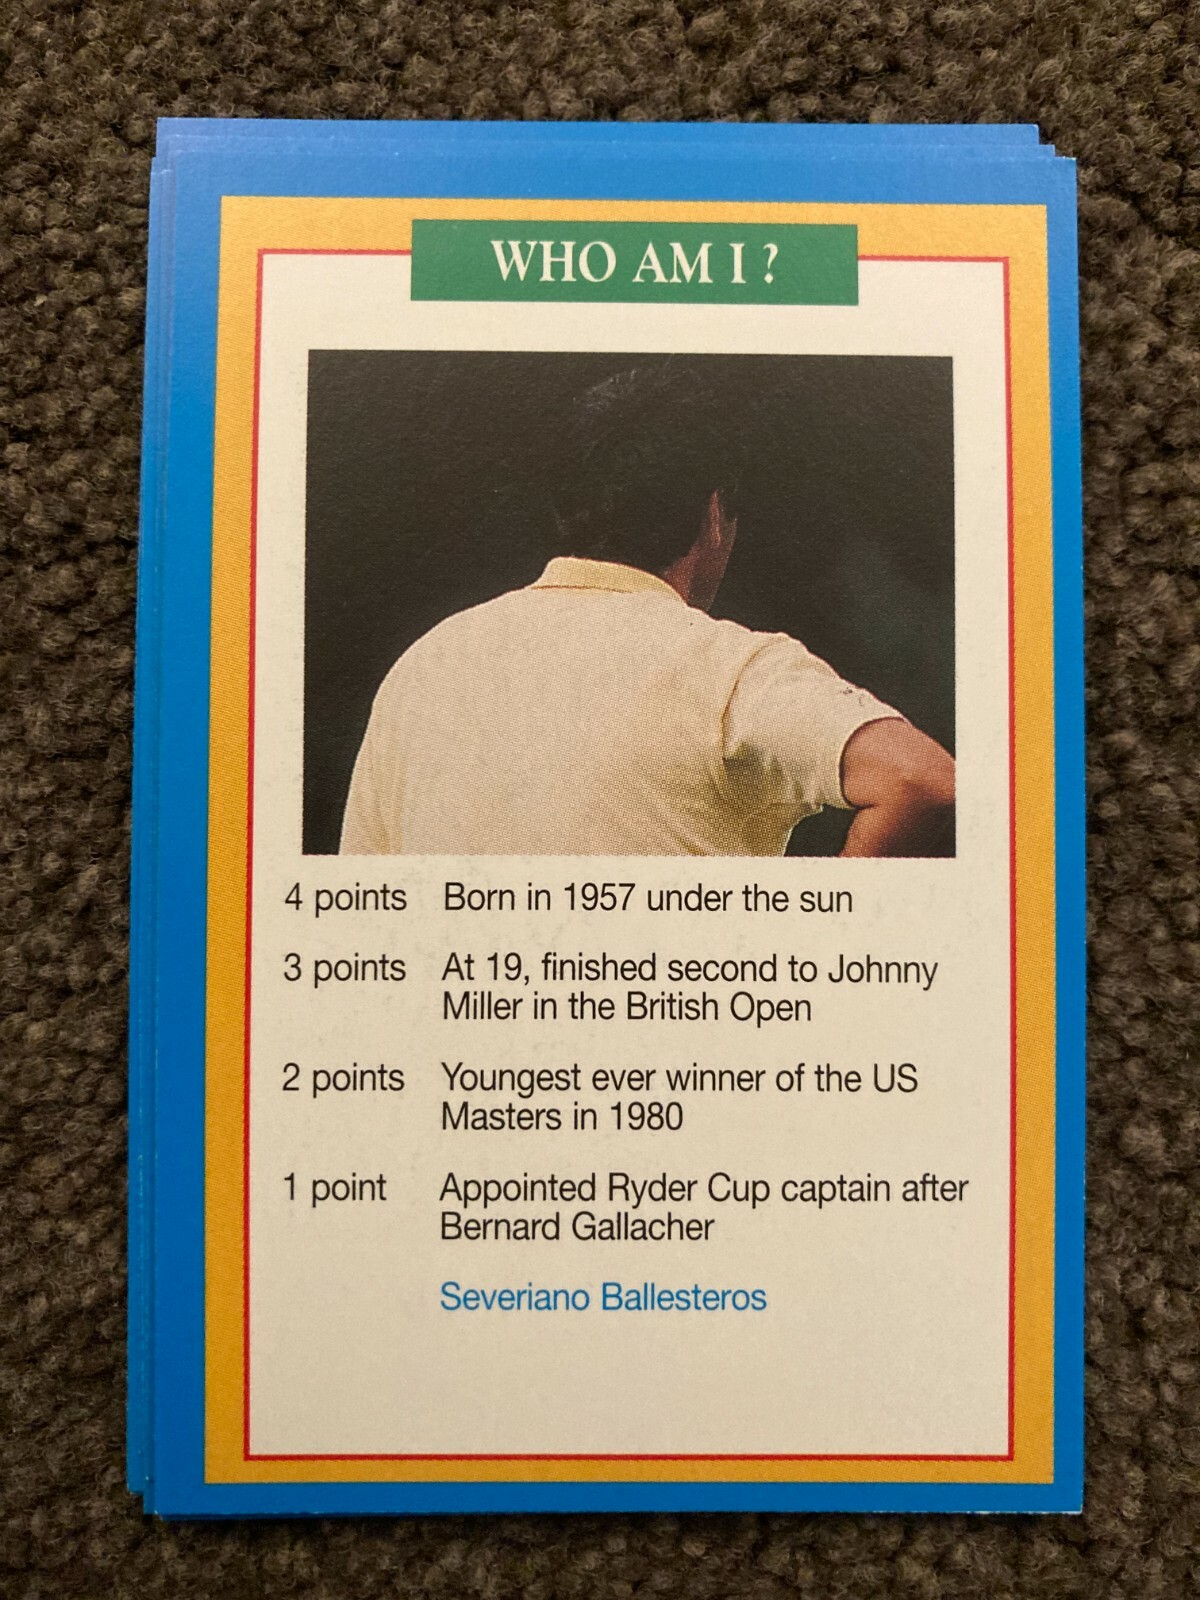 WHO AM I ?
4 points Born in 1957 under the sun
3 points At 19, finished second to Johnny
Miller in the British Open
2 points Youngest ever winner of the US
Masters in 1980
1 point Appointed Ryder Cup captain after
Bernard Gallacher
Severiano Ballesteros